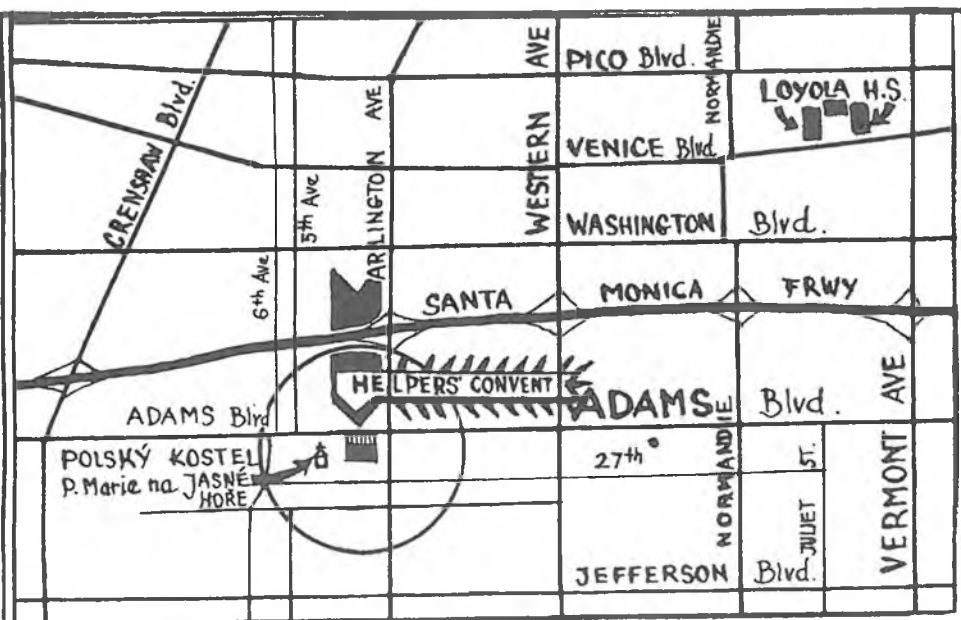 PICO Blvd.
AVE
NORMANDIE
LOYOLA H.S.
CRENSHAW Blvd.
ARLINGTON AVE
WESTERN
VENICE Blvd
5th Ave
WASHINGTON Blvd.
6th Ave
SANTA MONICA FRWY
HELPERS' CONVENT
ADAMS Blvd
ADAMS Blvd.
POLSKÝ KOSTEL
P. Marie na JASNÉ
HOŘE
27th
NORMANDIE
JULIET ST.
VERMONT AVE
JEFFERSON Blvd.